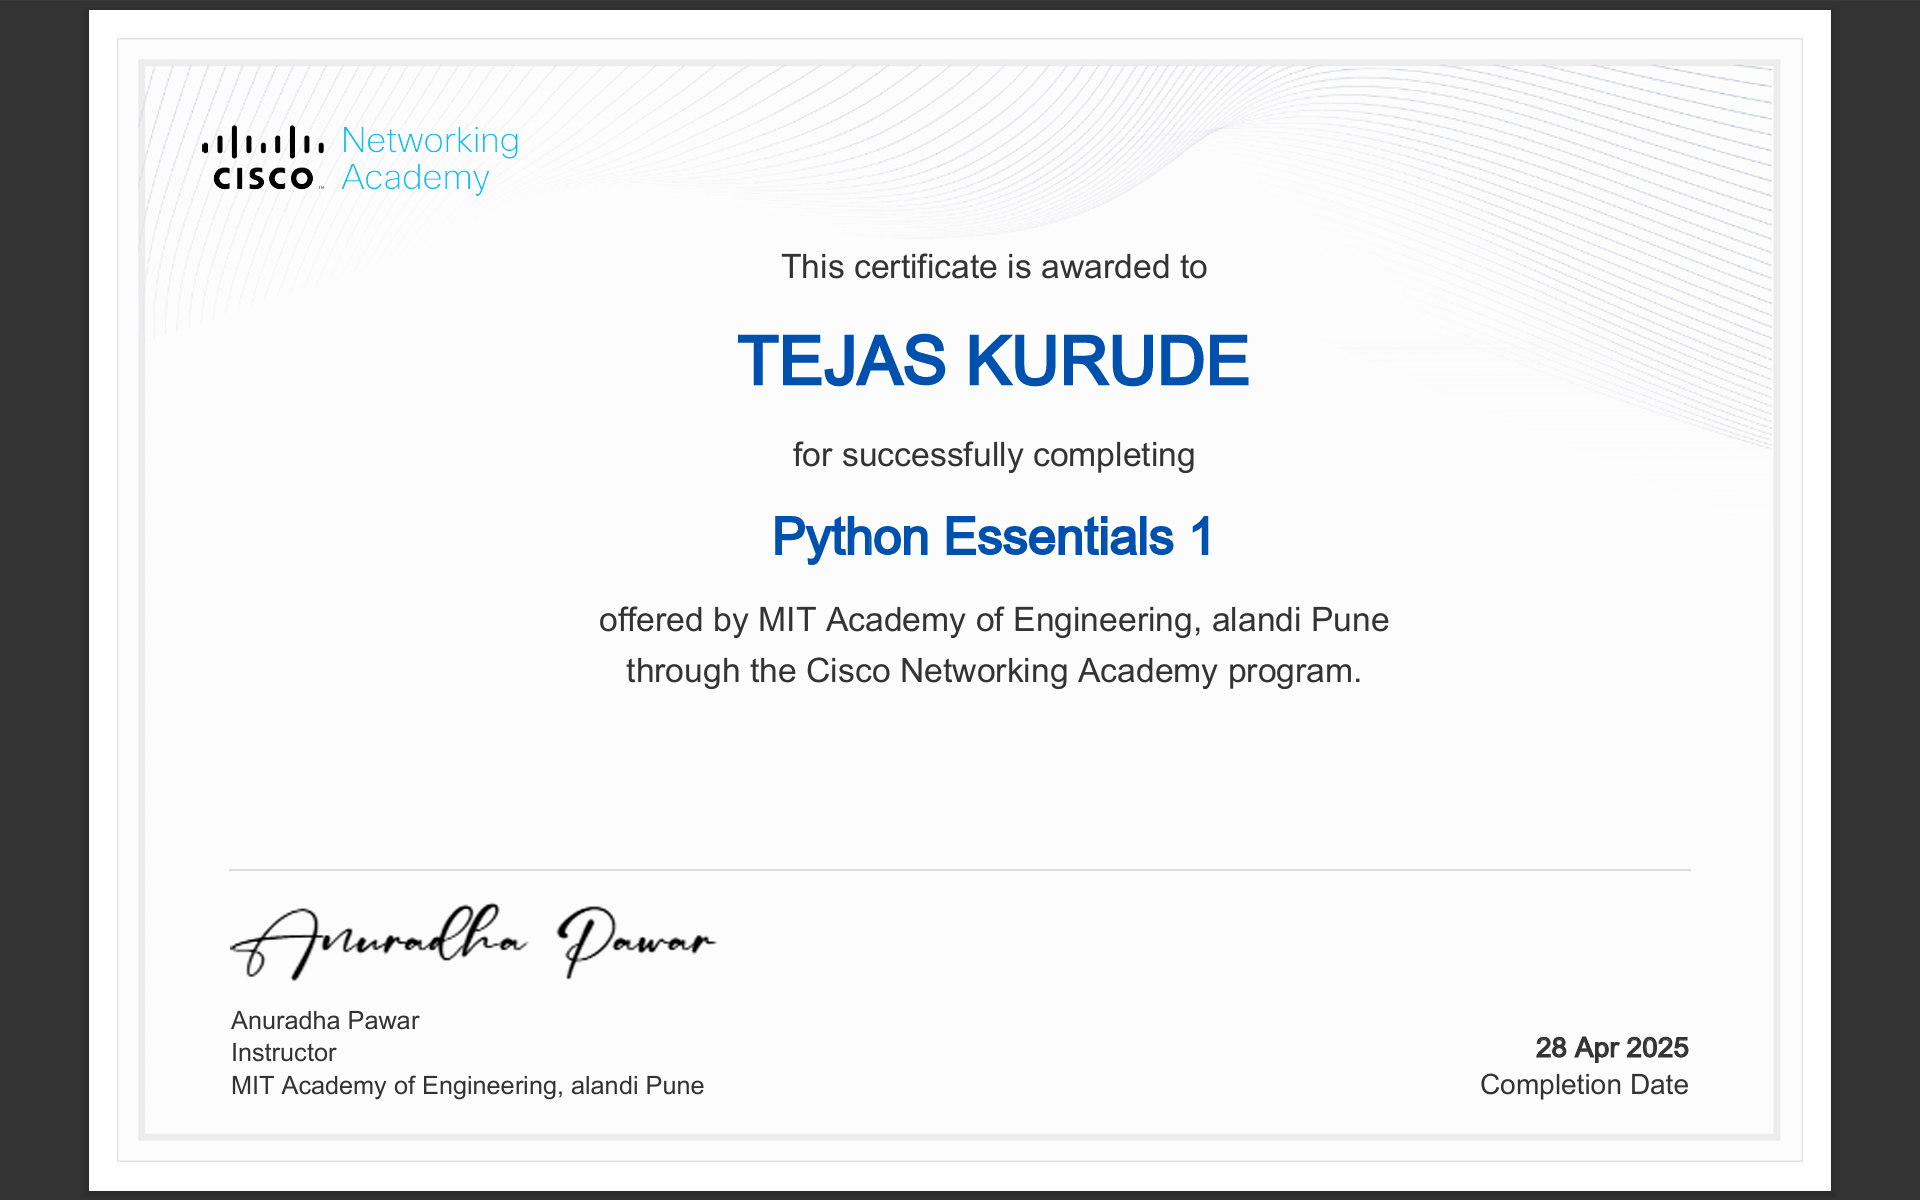 CISCO™ Networking
Academy
This certificate is awarded to
TEJAS KURUDE
for successfully completing
Python Essentials 1
offered by MIT Academy of Engineering, alandi Pune
through the Cisco Networking Academy program.
Anuradha Pawar
Anuradha Pawar
Instructor
MIT Academy of Engineering, alandi Pune
28 Apr 2025
Completion Date